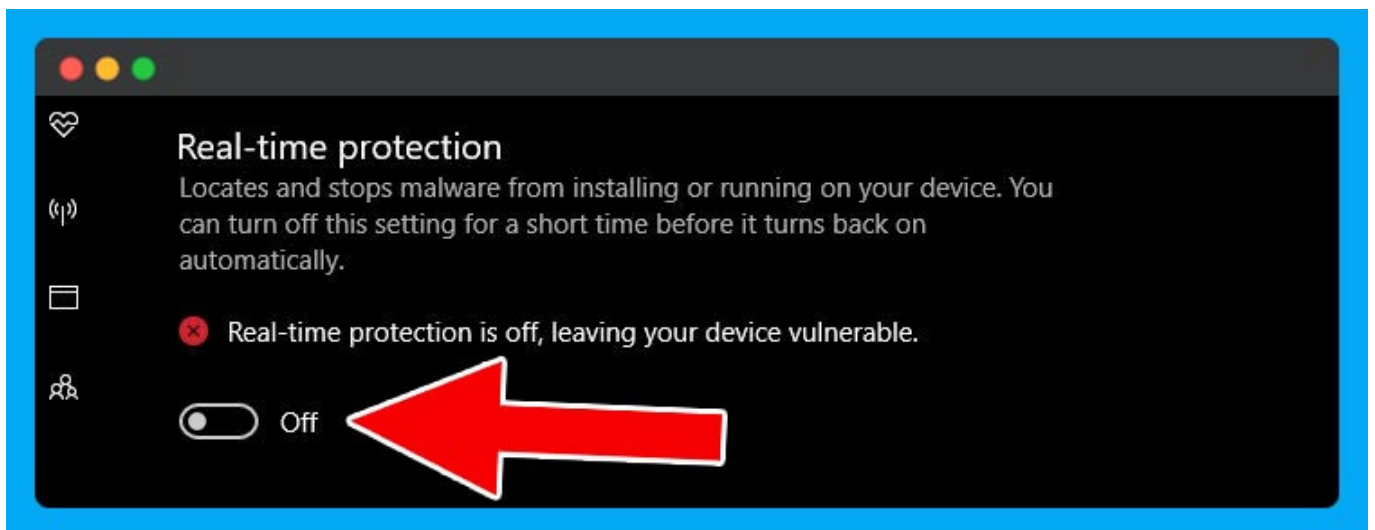 Real-time protection
Locates and stops malware from installing or running on your device. You
can turn off this setting for a short time before it turns back on
automatically.
Real-time protection is off, leaving your device vulnerable.
Off